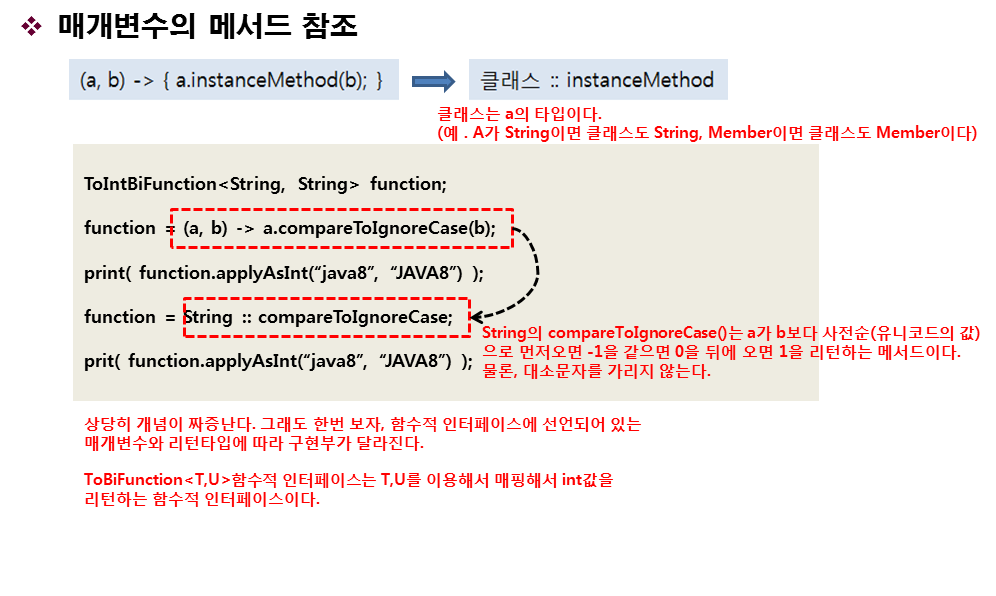 ❖ 매개변수의 메서드 참조
(a, b) -> { a.instanceMethod(b); }
클래스 :: instanceMethod
클래스는 a의 타입이다.
(예 . A가 String이면 클래스도 String, Member이면 클래스도 Member이다)
ToIntBiFunction<String, String> function;
function = (a, b) -> a.compareToIgnoreCase(b);
print( function.applyAsInt(“java8”, “JAVA8”) );
function = String :: compareToIgnoreCase;
prit( function.applyAsInt(“java8”, “JAVA8”) );
String의 compareToIgnoreCase()는 a가 b보다 사전순(유니코드의 값)
으로 먼저오면 -1을 같으면 0을 뒤에 오면 1을 리턴하는 메서드이다.
물론, 대소문자를 가리지 않는다.
상당히 개념이 짜증난다. 그래도 한번 보자, 함수적 인터페이스에 선언되어 있는
매개변수와 리턴타입에 따라 구현부가 달라진다.
ToBiFunction<T,U>함수적 인터페이스는 T,U를 이용해서 매핑해서 int값을
리턴하는 함수적 인터페이스이다.